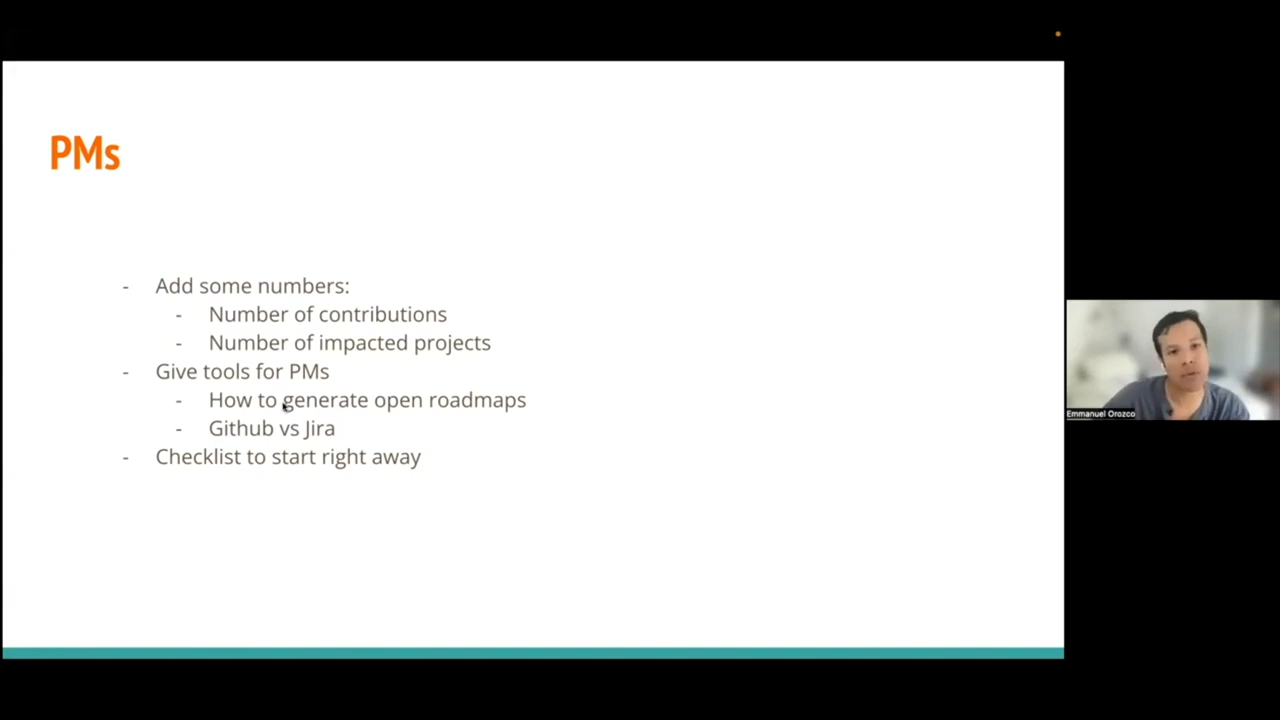 PMs
- Add some numbers:
- Number of contributions
- Number of impacted projects
- Give tools for PMs
- How to generate open roadmaps
- Github vs Jira
- Checklist to start right away
Emmanuel Orozco